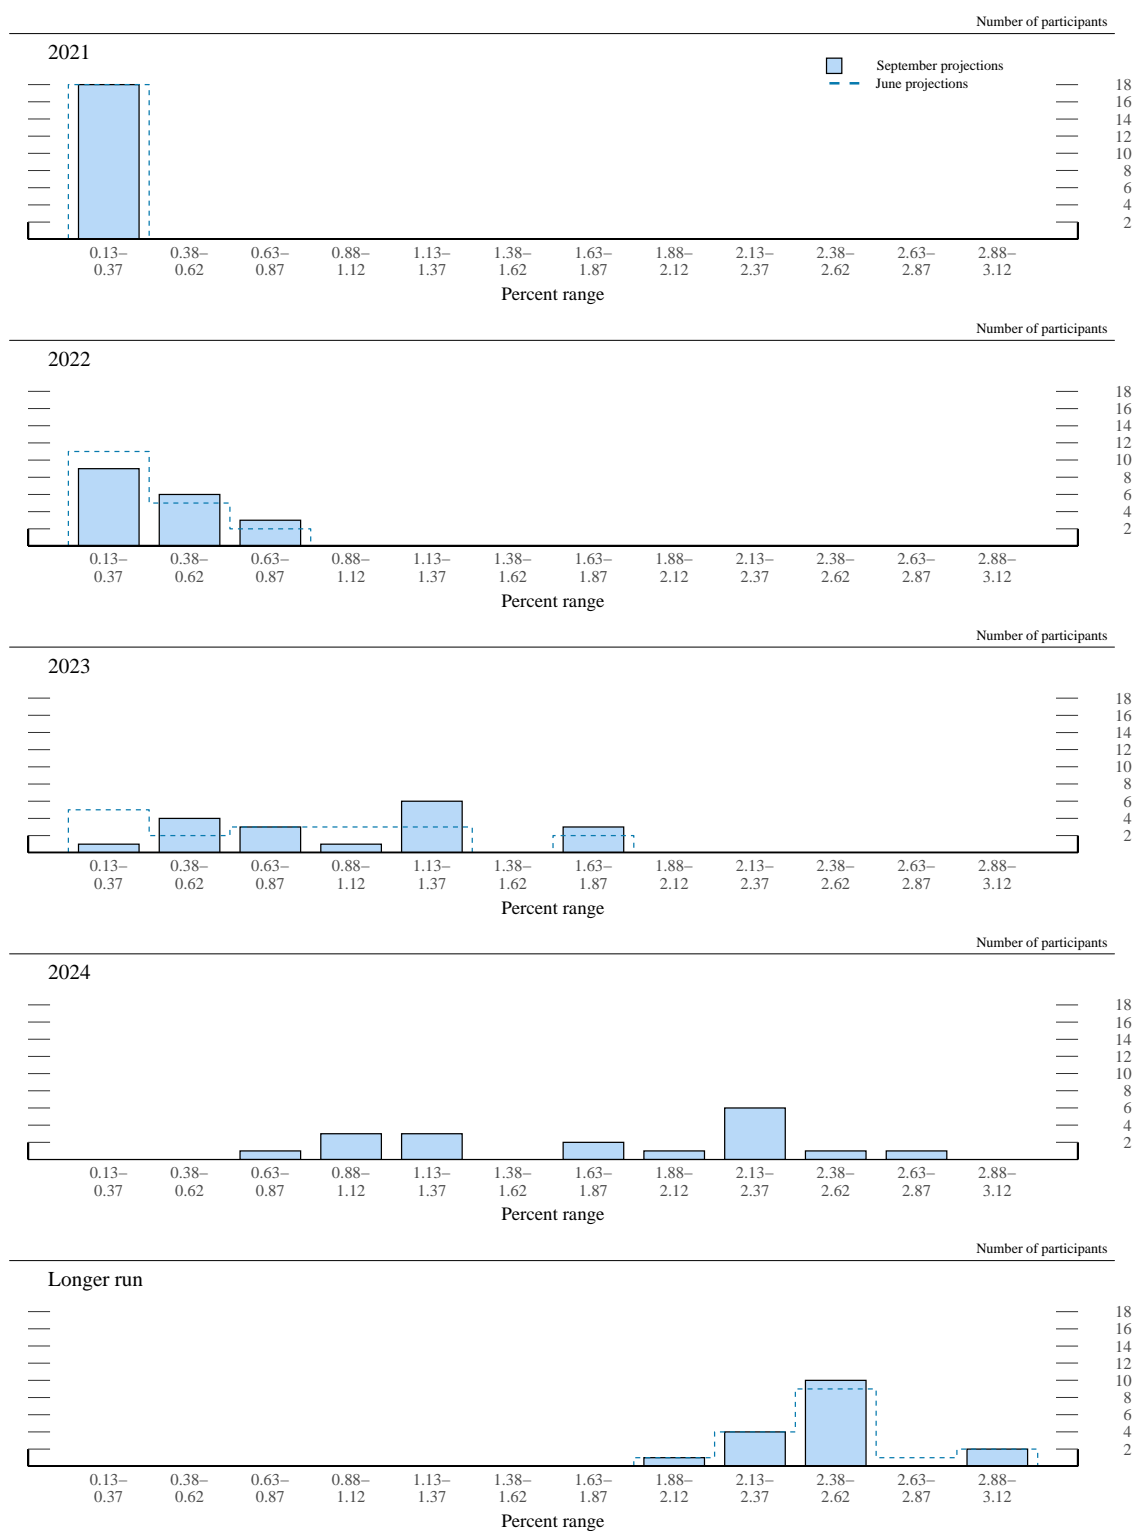 Number of participants
2021
September projections
June projections
18
16
14
12
10
8
6
4
2
0.13– 0.38– 0.63– 0.88– 1.13– 1.38– 1.63– 1.88– 2.13– 2.38– 2.63– 2.88–
0.37 0.62 0.87 1.12 1.37 1.62 1.87 2.12 2.37 2.62 2.87 3.12
Percent range
Number of participants
2022
18
16
14
12
10
8
6
4
2
0.13– 0.38– 0.63– 0.88– 1.13– 1.38– 1.63– 1.88– 2.13– 2.38– 2.63– 2.88–
0.37 0.62 0.87 1.12 1.37 1.62 1.87 2.12 2.37 2.62 2.87 3.12
Percent range
Number of participants
2023
18
16
14
12
10
8
6
4
2
0.13– 0.38– 0.63– 0.88– 1.13– 1.38– 1.63– 1.88– 2.13– 2.38– 2.63– 2.88–
0.37 0.62 0.87 1.12 1.37 1.62 1.87 2.12 2.37 2.62 2.87 3.12
Percent range
Number of participants
2024
18
16
14
12
10
8
6
4
2
0.13– 0.38– 0.63– 0.88– 1.13– 1.38– 1.63– 1.88– 2.13– 2.38– 2.63– 2.88–
0.37 0.62 0.87 1.12 1.37 1.62 1.87 2.12 2.37 2.62 2.87 3.12
Percent range
Number of participants
Longer run
18
16
14
12
10
8
6
4
2
0.13– 0.38– 0.63– 0.88– 1.13– 1.38– 1.63– 1.88– 2.13– 2.38– 2.63– 2.88–
0.37 0.62 0.87 1.12 1.37 1.62 1.87 2.12 2.37 2.62 2.87 3.12
Percent range